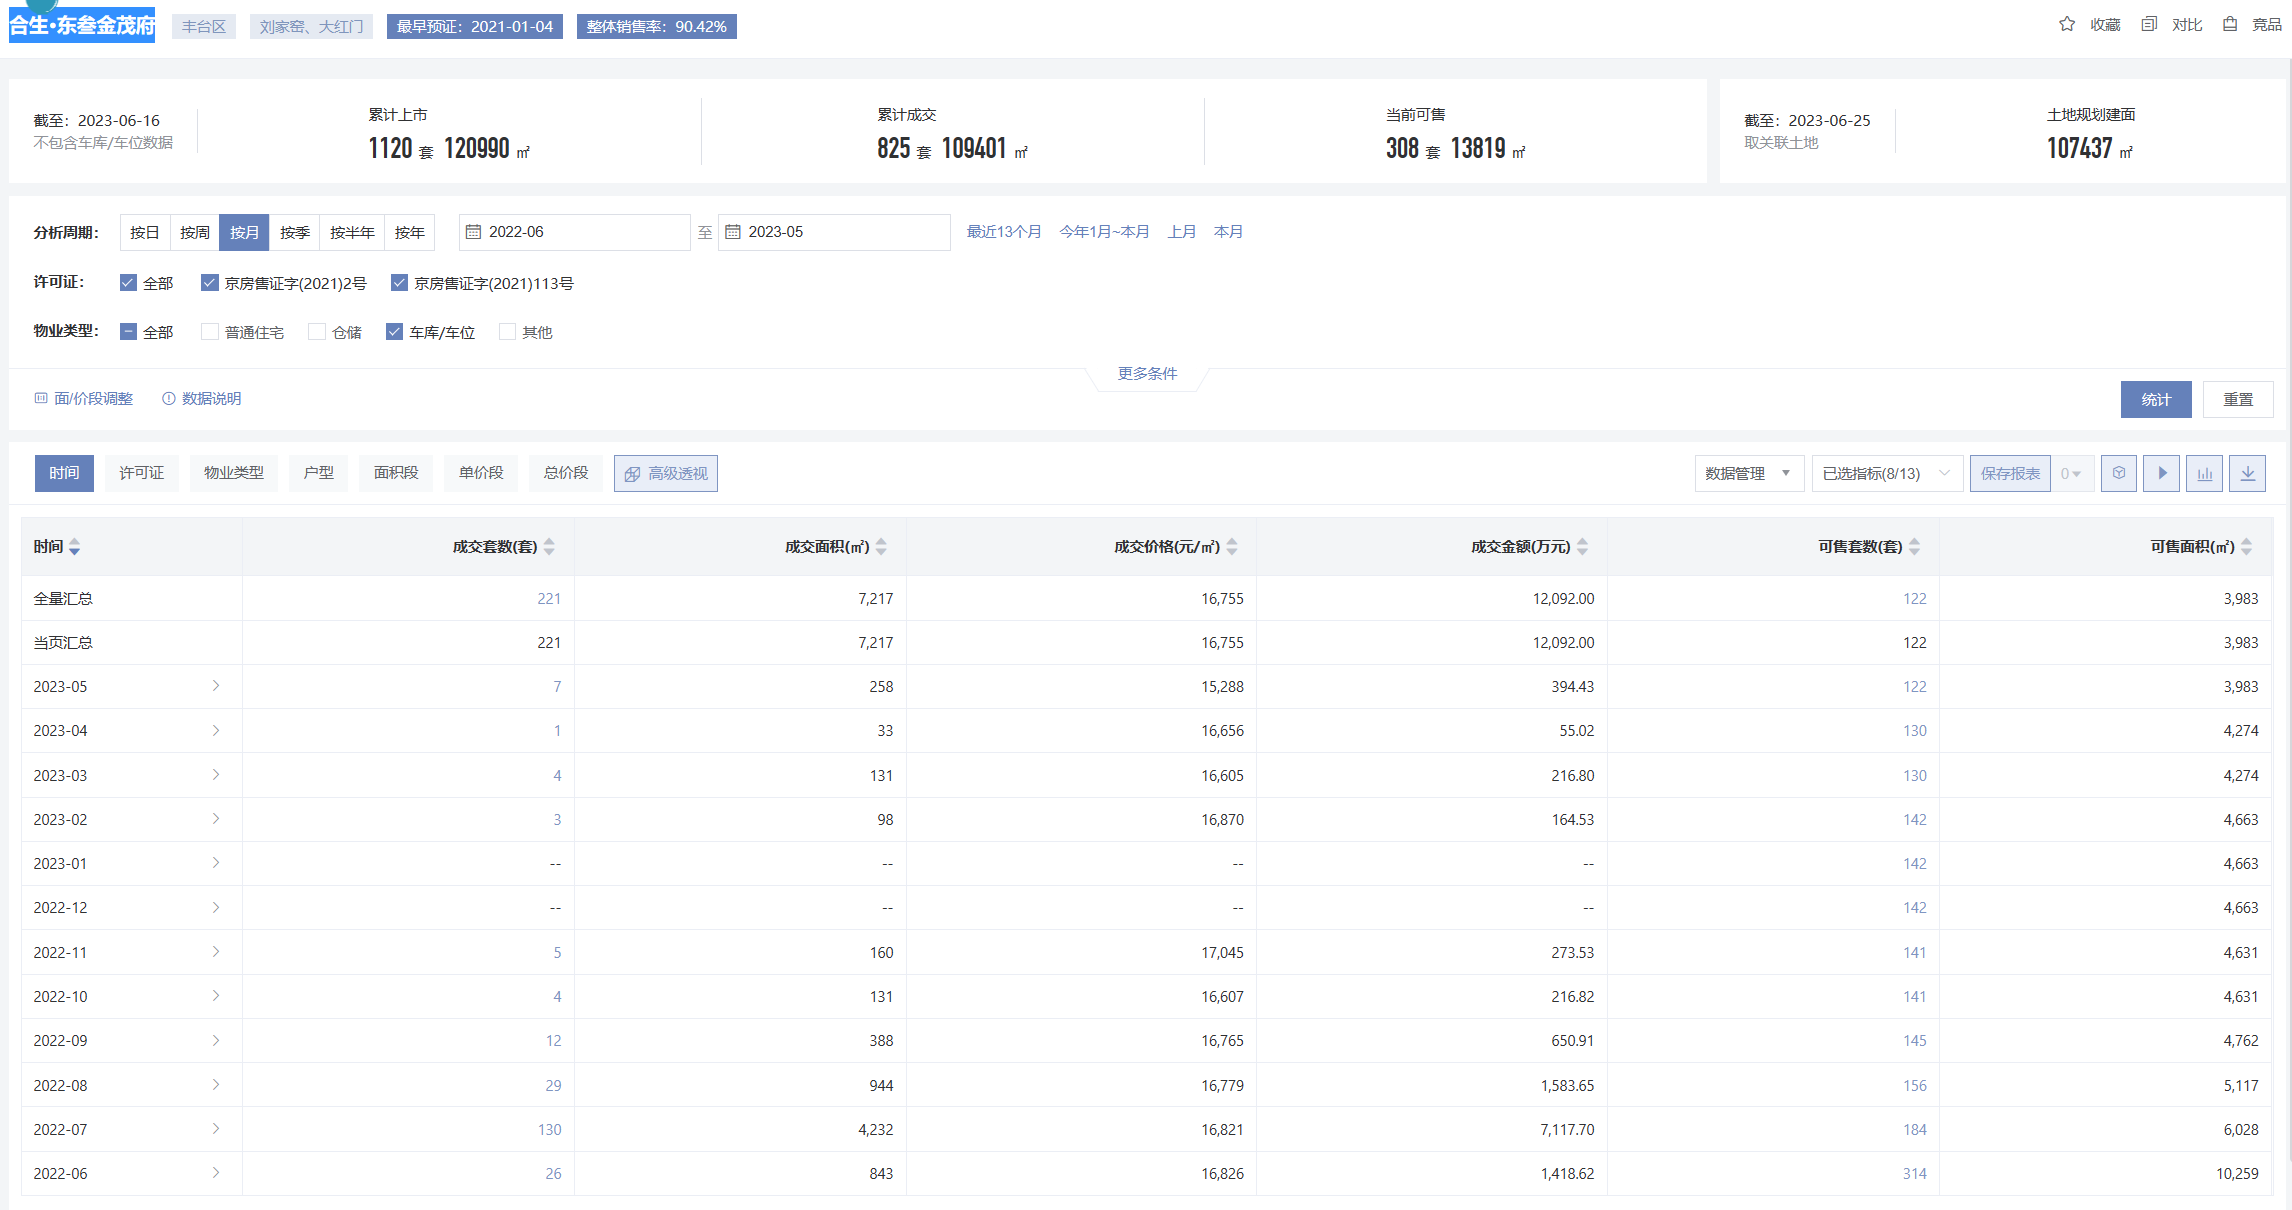 合生•东叁金茂府 丰台区 刘家窑、大红门 最早预证：2021-01-04 整体销售率：90.42% 收藏 对比 竞品
截至：2023-06-16 不包含车库/车位数据
累计上市 1120 套 120990 ㎡
累计成交 825 套 109401 ㎡
当前可售 308 套 13819 ㎡
截至：2023-06-25 取关联土地
土地规划建面 107437 ㎡
分析周期： 按日 按周 按月 按季 按半年 按年 2022-06 至 2023-05 最近13个月 今年1月~本月 上月 本月
许可证： 全部 京房售证字(2021)2号 京房售证字(2021)113号
物业类型： 全部 普通住宅 仓储 车库/车位 其他
更多条件
面/价段调整 数据说明 统计 重置
时间 许可证 物业类型 户型 面积段 单价段 总价段 高级透视 数据管理 已选指标(8/13) 保存报表 0
时间 成交套数(套) 成交面积(㎡) 成交价格(元/㎡) 成交金额(万元) 可售套数(套) 可售面积(㎡)
全量汇总 221 7,217 16,755 12,092.00 122 3,983
当页汇总 221 7,217 16,755 12,092.00 122 3,983
2023-05 7 258 15,288 394.43 122 3,983
2023-04 1 33 16,656 55.02 130 4,274
2023-03 4 131 16,605 216.80 130 4,274
2023-02 3 98 16,870 164.53 142 4,663
2023-01 -- -- -- -- 142 4,663
2022-12 -- -- -- -- 142 4,663
2022-11 5 160 17,045 273.53 141 4,631
2022-10 4 131 16,607 216.82 141 4,631
2022-09 12 388 16,765 650.91 145 4,762
2022-08 29 944 16,779 1,583.65 156 5,117
2022-07 130 4,232 16,821 7,117.70 184 6,028
2022-06 26 843 16,826 1,418.62 314 10,259